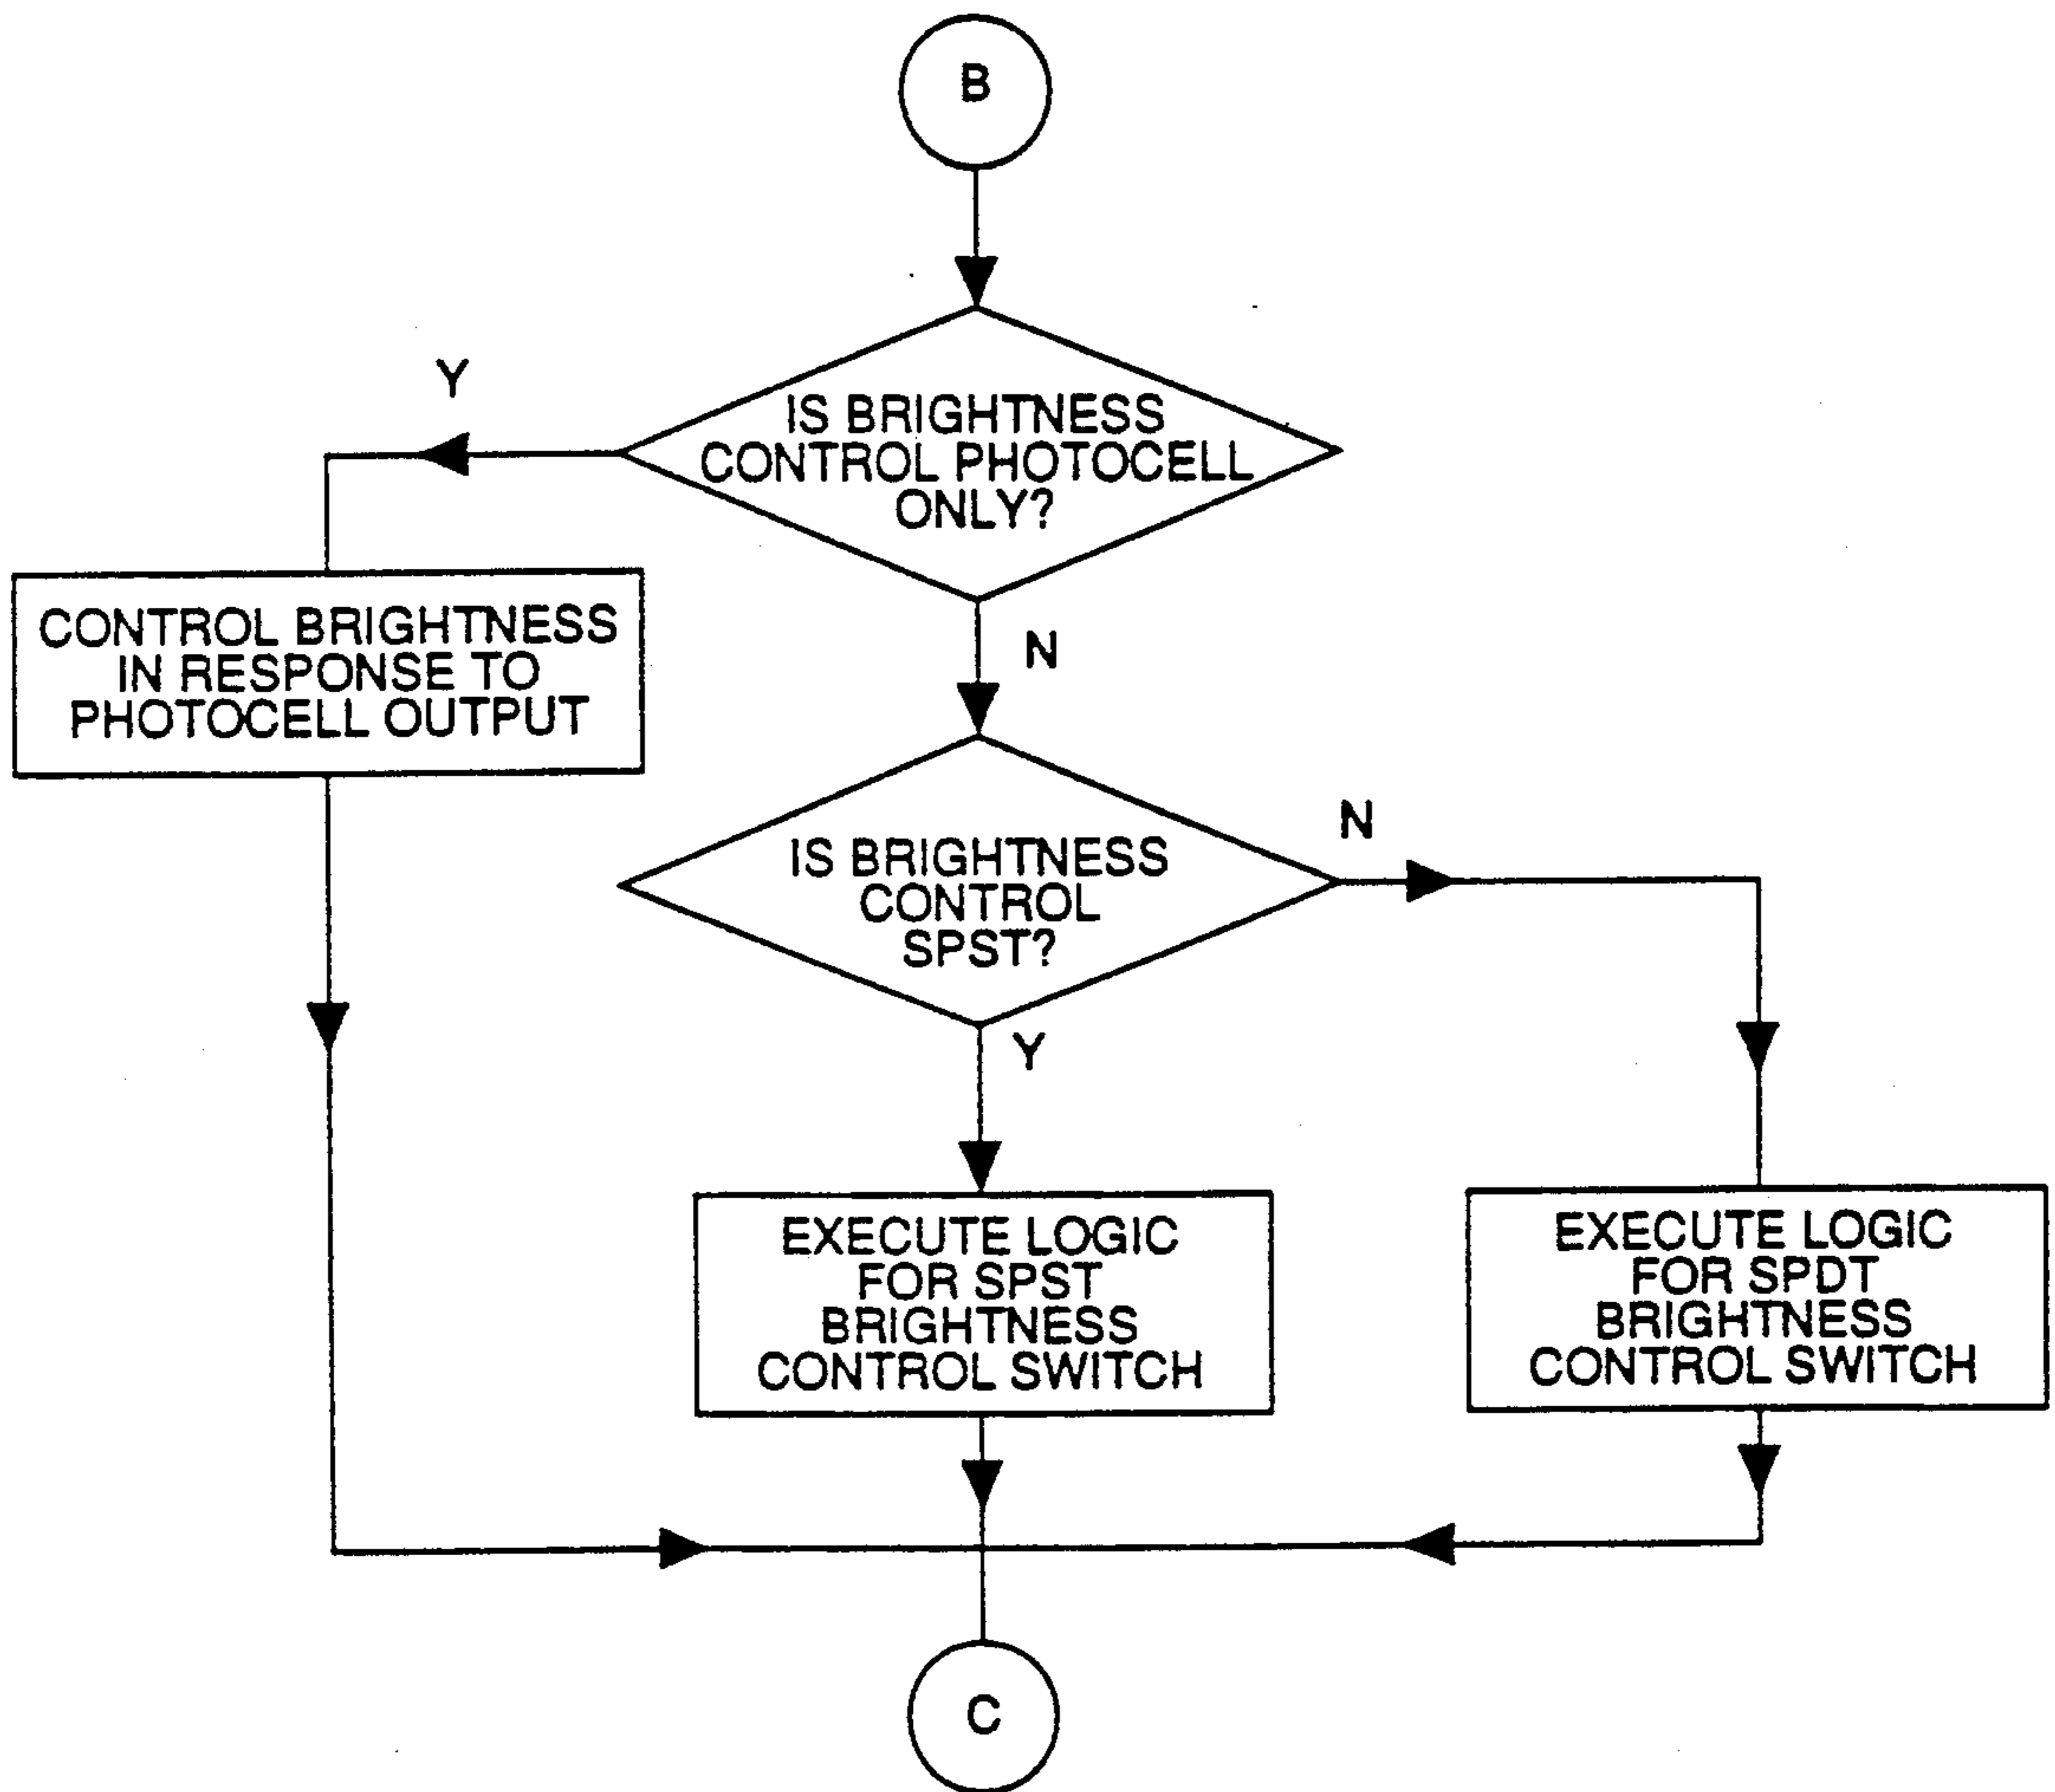 B
Y
IS BRIGHTNESS
CONTROL PHOTOCELL
ONLY?
CONTROL BRIGHTNESS
IN RESPONSE TO
PHOTOCELL OUTPUT
N
IS BRIGHTNESS
CONTROL
SPST?
N
Y
EXECUTE LOGIC
FOR SPST
BRIGHTNESS
CONTROL SWITCH
EXECUTE LOGIC
FOR SPDT
BRIGHTNESS
CONTROL SWITCH
C